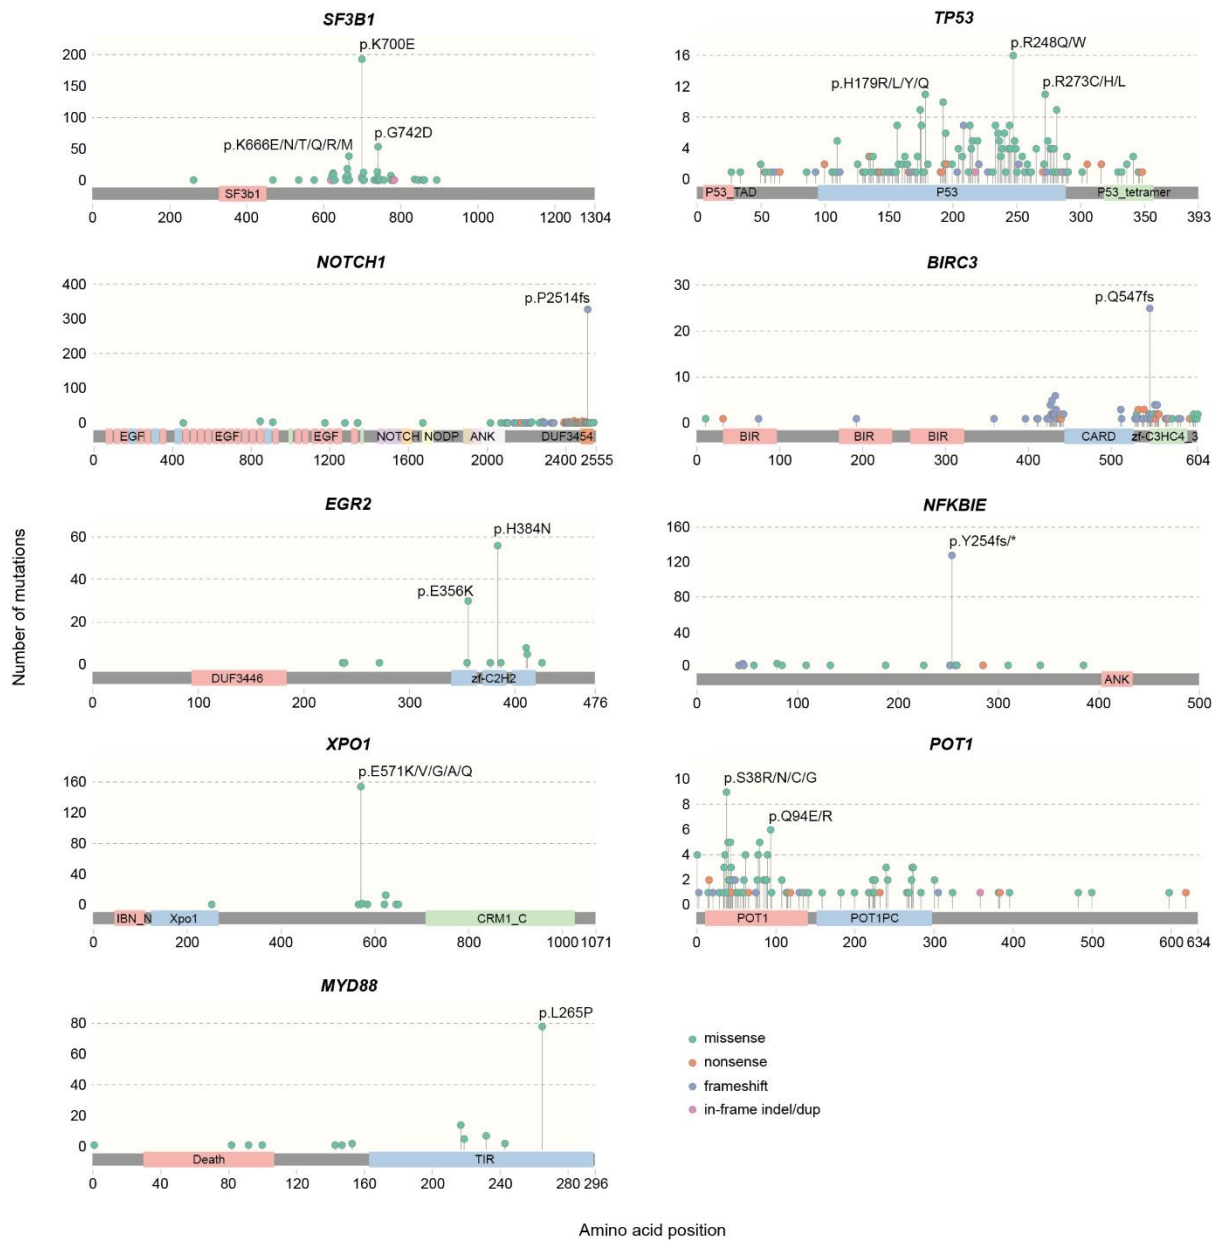 SF3B1
200
150
100
50
0
p.K700E
p.K666E/N/T/Q/R/M
p.G742D
SF3b1
0 200 400 600 800 1000 1304
TP53
16
12
8
4
0
p.R248Q/W
p.H179R/L/Y/Q
p.R273C/H/L
P53_TAD P53 P53_tetramer
0 50 100 150 200 250 300 350 393
NOTCH1
400
300
200
100
0
p.P2514fs
EGF EGF EGF NOTCH NODP ANK DUF3454
0 400 800 1200 1600 2000 2400 2555
BIRC3
30
20
10
0
p.Q547fs
BIR BIR BIR CARD zf-C3HC4_3
0 100 200 300 400 500 604
EGR2
60
40
20
0
p.H384N
p.E356K
DUF3446 zf-C2H2
0 100 200 300 400 476
NFKBIE
160
120
80
40
0
p.Y254fs/*
ANK
0 100 200 300 400 500
Number of mutations
XPO1
160
120
80
40
0
p.E571K/V/G/A/Q
IBN_N Xpo1 CRM1_C
0 200 400 600 800 1000 1071
POT1
10
8
6
4
2
0
p.S38R/N/C/G
p.Q94E/R
POT1 POT1PC
0 100 200 300 400 500 600 634
MYD88
80
60
40
20
0
p.L265P
Death TIR
0 40 80 120 160 200 240 280 296
missense
nonsense
frameshift
in-frame indel/dup
Amino acid position